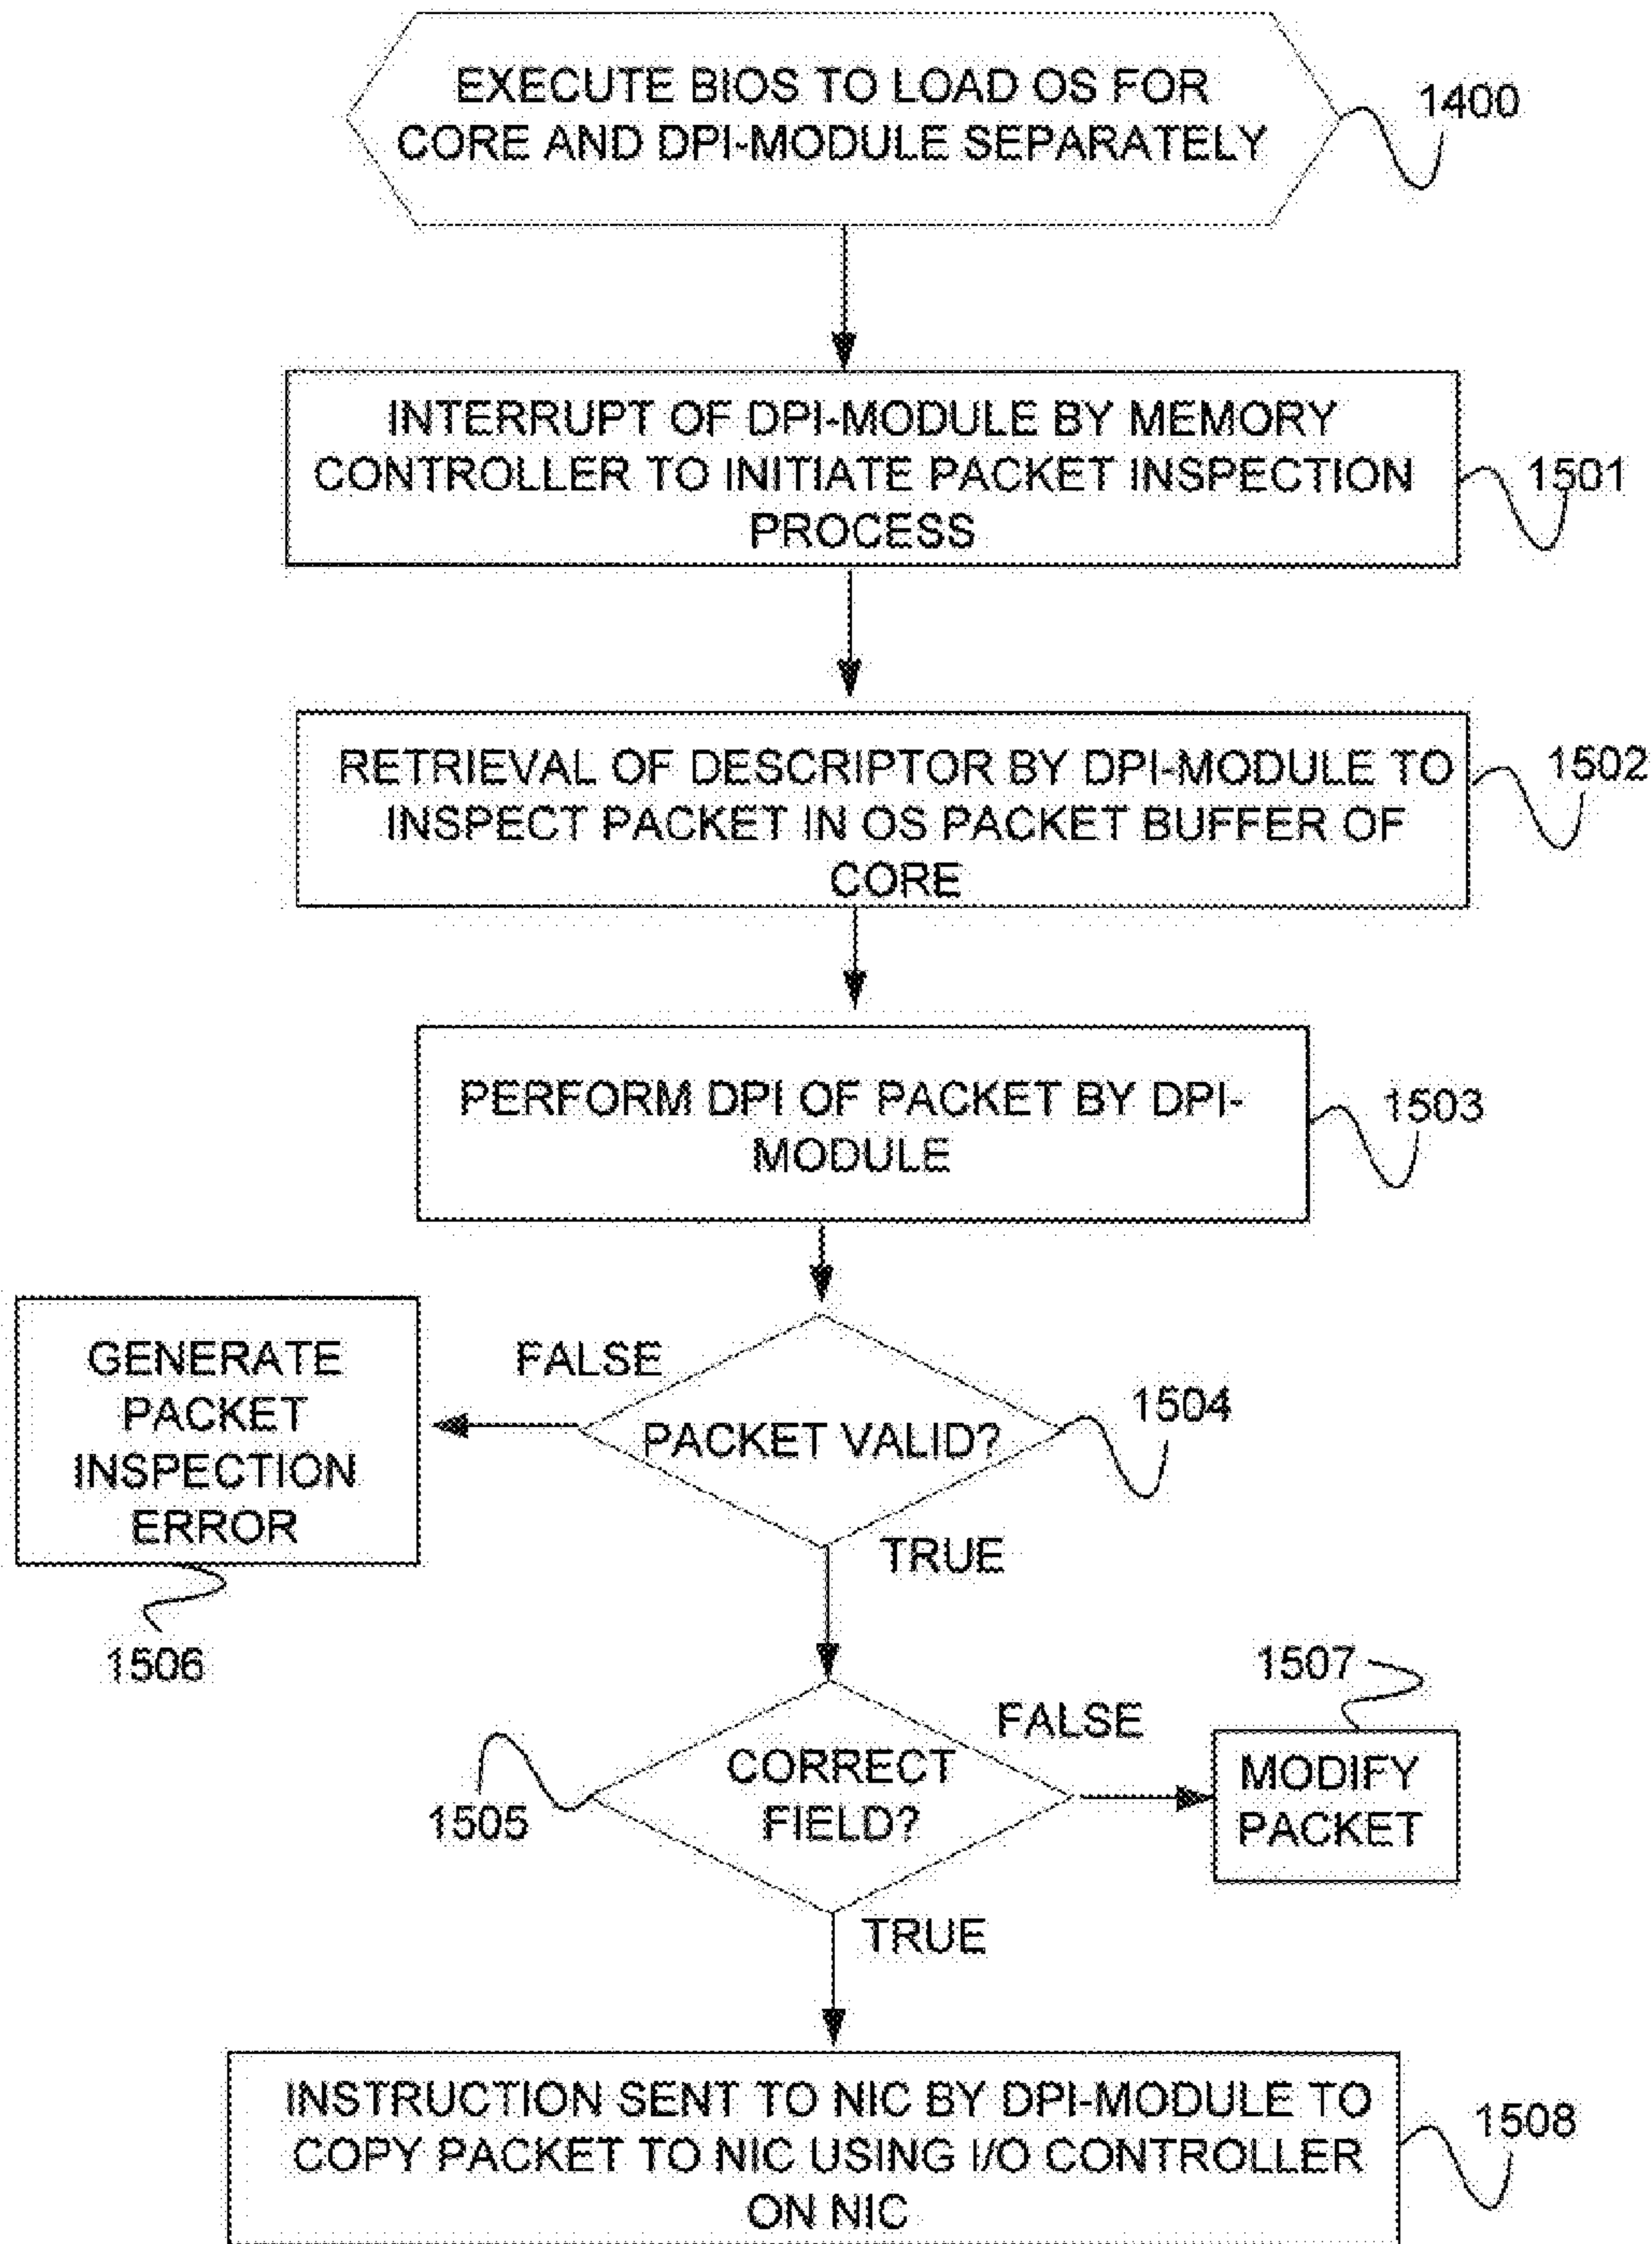 EXECUTE BIOS TO LOAD OS FOR
CORE AND DPI-MODULE SEPARATELY
1400
INTERRUPT OF DPI-MODULE BY MEMORY
CONTROLLER TO INITIATE PACKET INSPECTION
PROCESS
1501
RETRIEVAL OF DESCRIPTOR BY DPI-MODULE TO
INSPECT PACKET IN OS PACKET BUFFER OF
CORE
1502
PERFORM DPI OF PACKET BY DPI-
MODULE
1503
GENERATE
PACKET
INSPECTION
ERROR
1506
FALSE
PACKET VALID?
1504
TRUE
1505
CORRECT
FIELD?
FALSE
1507
MODIFY
PACKET
TRUE
INSTRUCTION SENT TO NIC BY DPI-MODULE TO
COPY PACKET TO NIC USING I/O CONTROLLER
ON NIC
1508